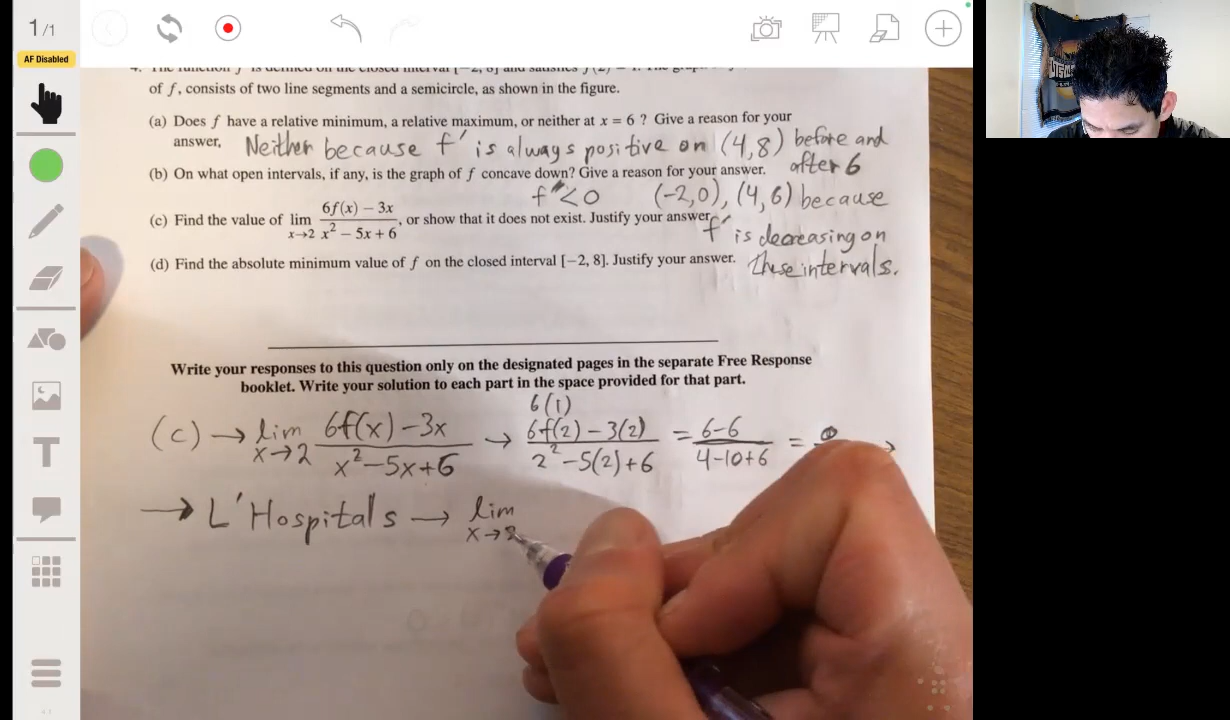 1/1
AF Disabled
of f, consists of two line segments and a semicircle, as shown in the figure.
(a) Does f have a relative minimum, a relative maximum, or neither at x = 6 ? Give a reason for your
answer. Neither because f' is always positive on (4,8) before and
after 6
(b) On what open intervals, if any, is the graph of f concave down? Give a reason for your answer.
f''<0 (-2,0), (4,6) because
f' is decreasing on
these intervals.
(c) Find the value of lim x→2 6f(x) − 3x / x² − 5x + 6, or show that it does not exist. Justify your answer.
(d) Find the absolute minimum value of f on the closed interval [−2, 8]. Justify your answer.
Write your responses to this question only on the designated pages in the separate Free Response
booklet. Write your solution to each part in the space provided for that part.
6(1)
(c) → lim x→2 6f(x)-3x / x²-5x+6 → 6f(2)-3(2) / 2²-5(2)+6 = 6-6 / 4-10+6 = 0 →
→ L'Hospitals → lim x→2
T